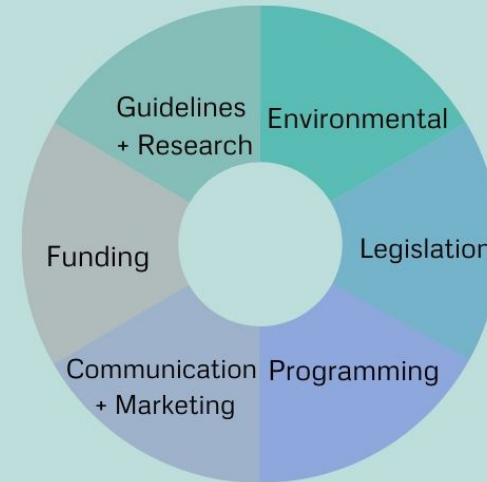 Guidelines
+ Research
Environmental
Funding
Legislation
Communication
+ Marketing
Programming